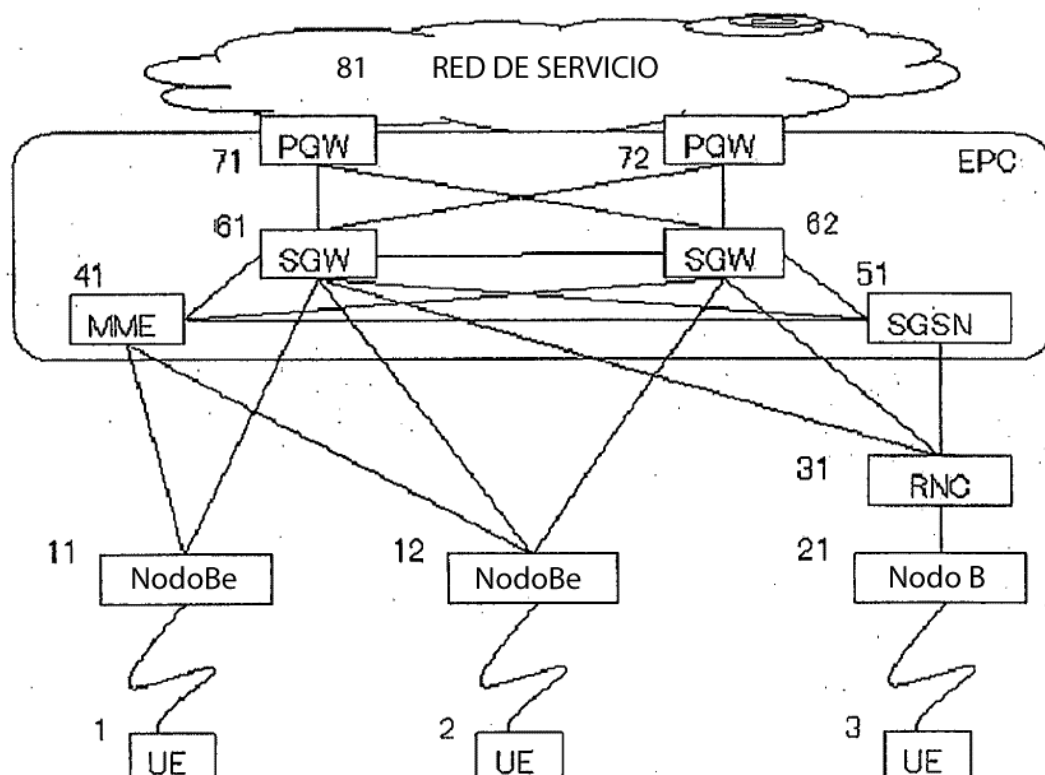 81 RED DE SERVICIO
PGW PGW EPC
71 72
61 62
SGW SGW
41 51
MME SGSN
31
RNC
11 12 21
NodoBe NodoBe Nodo B
1 2 3
UE UE UE